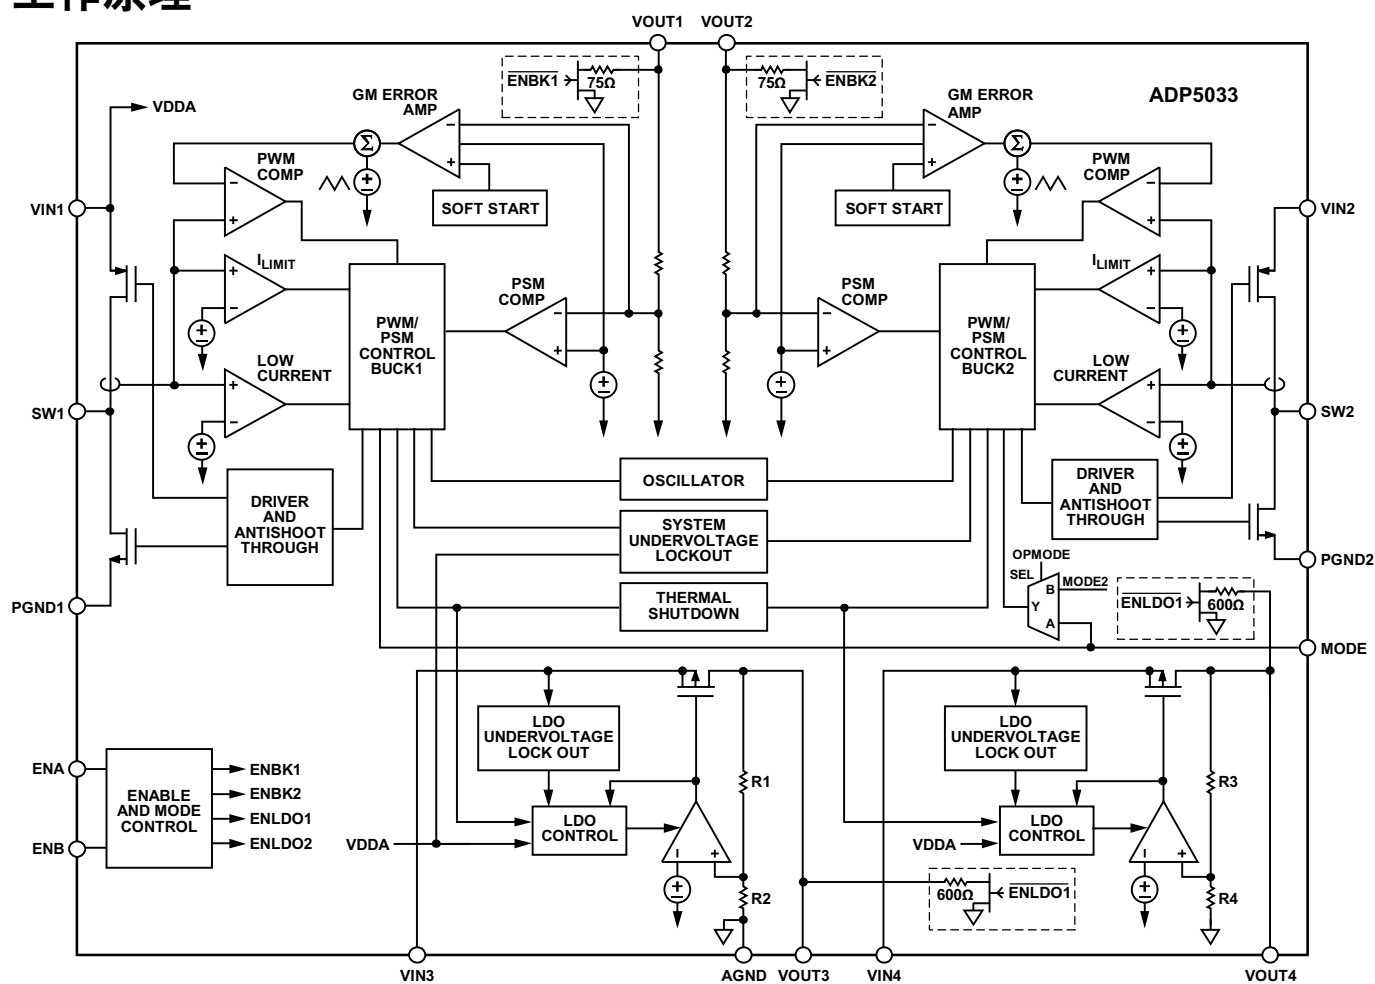 工作原理
VOUT1 VOUT2
ENBK1
75Ω
75Ω
ENBK2
ADP5033
VDDA
GM ERROR
AMP
GM ERROR
AMP
Σ
Σ
PWM
COMP
PWM
COMP
SOFT START
SOFT START
VIN1
VIN2
ILIMIT
ILIMIT
PSM
COMP
PSM
COMP
PWM/
PSM
CONTROL
BUCK1
PWM/
PSM
CONTROL
BUCK2
LOW
CURRENT
LOW
CURRENT
SW1
SW2
OSCILLATOR
DRIVER
AND
ANTISHOOT
THROUGH
DRIVER
AND
ANTISHOOT
THROUGH
SYSTEM
UNDERVOLTAGE
LOCKOUT
OPMODE
SEL
B
MODE2
Y
A
PGND2
ENLDO1
600Ω
THERMAL
SHUTDOWN
PGND1
MODE
LDO
UNDERVOLTAGE
LOCK OUT
LDO
UNDERVOLTAGE
LOCK OUT
ENA
ENB
ENABLE
AND MODE
CONTROL
ENBK1
ENBK2
ENLDO1
ENLDO2
R1
R3
LDO
CONTROL
LDO
CONTROL
VDDA
VDDA
R2
600Ω
ENLDO1
R4
VIN3
AGND
VOUT3
VIN4
VOUT4